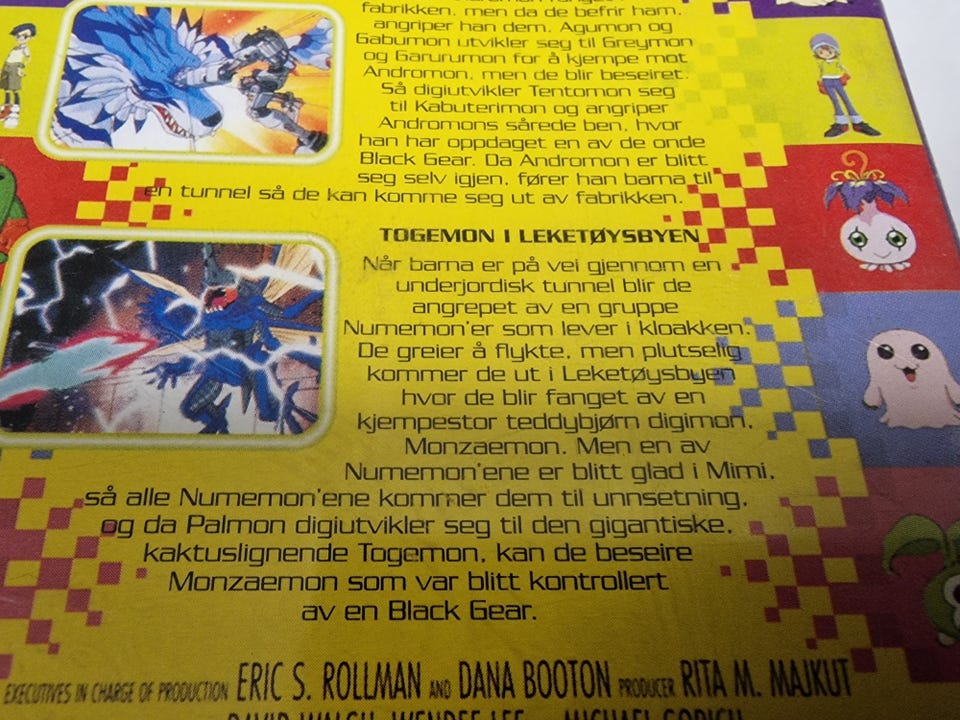 fabrikken, men da de befrir ham,
angriper han dem. Agumon og
Gabumon utvikler seg til Greymon
og Garurumon for å kjempe mot
Andromon, men de blir beseiret.
Så digiutvikler Tentomon seg
til Kabuterimon og angriper
Andromons sårede ben, hvor
han har oppdaget en av de onde
Black Gear. Da Andromon er blitt
seg selv igjen, fører han barna til
en tunnel så de kan komme seg ut av fabrikken.
TOGEMON I LEKETØYSBYEN
Når barna er på vei gjennom en
underjordisk tunnel blir de
angrepet av en gruppe
Numemon'er som lever i kloakken.
De greier å flykte, men plutselig
kommer de ut i Leketøysbyen
hvor de blir fanget av en
kjempestor teddybjørn digimon,
Monzaemon. Men en av
Numemon'ene er blitt glad i Mimi,
så alle Numemon'ene kommer dem til unnsetning,
og da Palmon digiutvikler seg til den gigantiske,
kaktuslignende Togemon, kan de beseire
Monzaemon som var blitt kontrollert
av en Black Gear.
EXECUTIVES IN CHARGE OF PRODUCTION ERIC S. ROLLMAN AND DANA BOOTON PRODUCER RITA M. MAJKUT
DAVID WALSH, WENDEE LEE